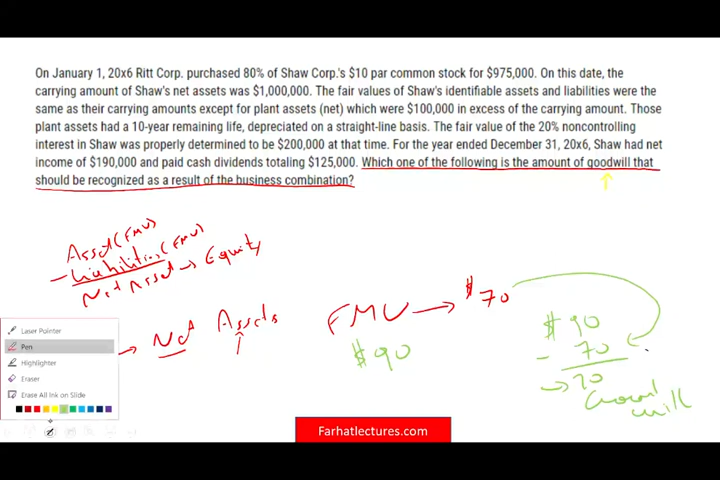 On January 1, 20x6 Ritt Corp. purchased 80% of Shaw Corp.'s $10 par common stock for $975,000. On this date, the
carrying amount of Shaw's net assets was $1,000,000. The fair values of Shaw's identifiable assets and liabilities were the
same as their carrying amounts except for plant assets (net) which were $100,000 in excess of the carrying amount. Those
plant assets had a 10-year remaining life, depreciated on a straight-line basis. The fair value of the 20% noncontrolling
interest in Shaw was properly determined to be $200,000 at that time. For the year ended December 31, 20x6, Shaw had net
income of $190,000 and paid cash dividends totaling $125,000. Which one of the following is the amount of goodwill that
should be recognized as a result of the business combination?
Asset (FMV)
- Liabilities (FMV)
Net Asset → Equity
→ Net Assets
FMV → $70
$90
$90
- 70
→ 20
Good
will
Laser Pointer
Pen
Highlighter
Eraser
Erase All Ink on Slide
Farhatlectures.com